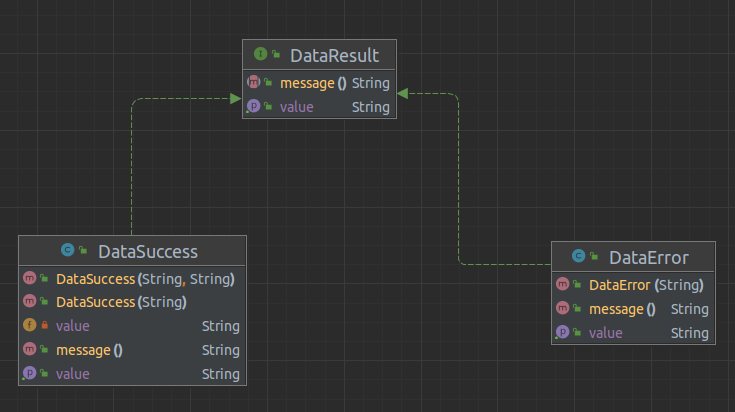 DataResult
message() String
value String
DataSuccess
DataSuccess(String, String)
DataSuccess(String)
value String
message() String
value String
DataError
DataError(String)
message() String
value String